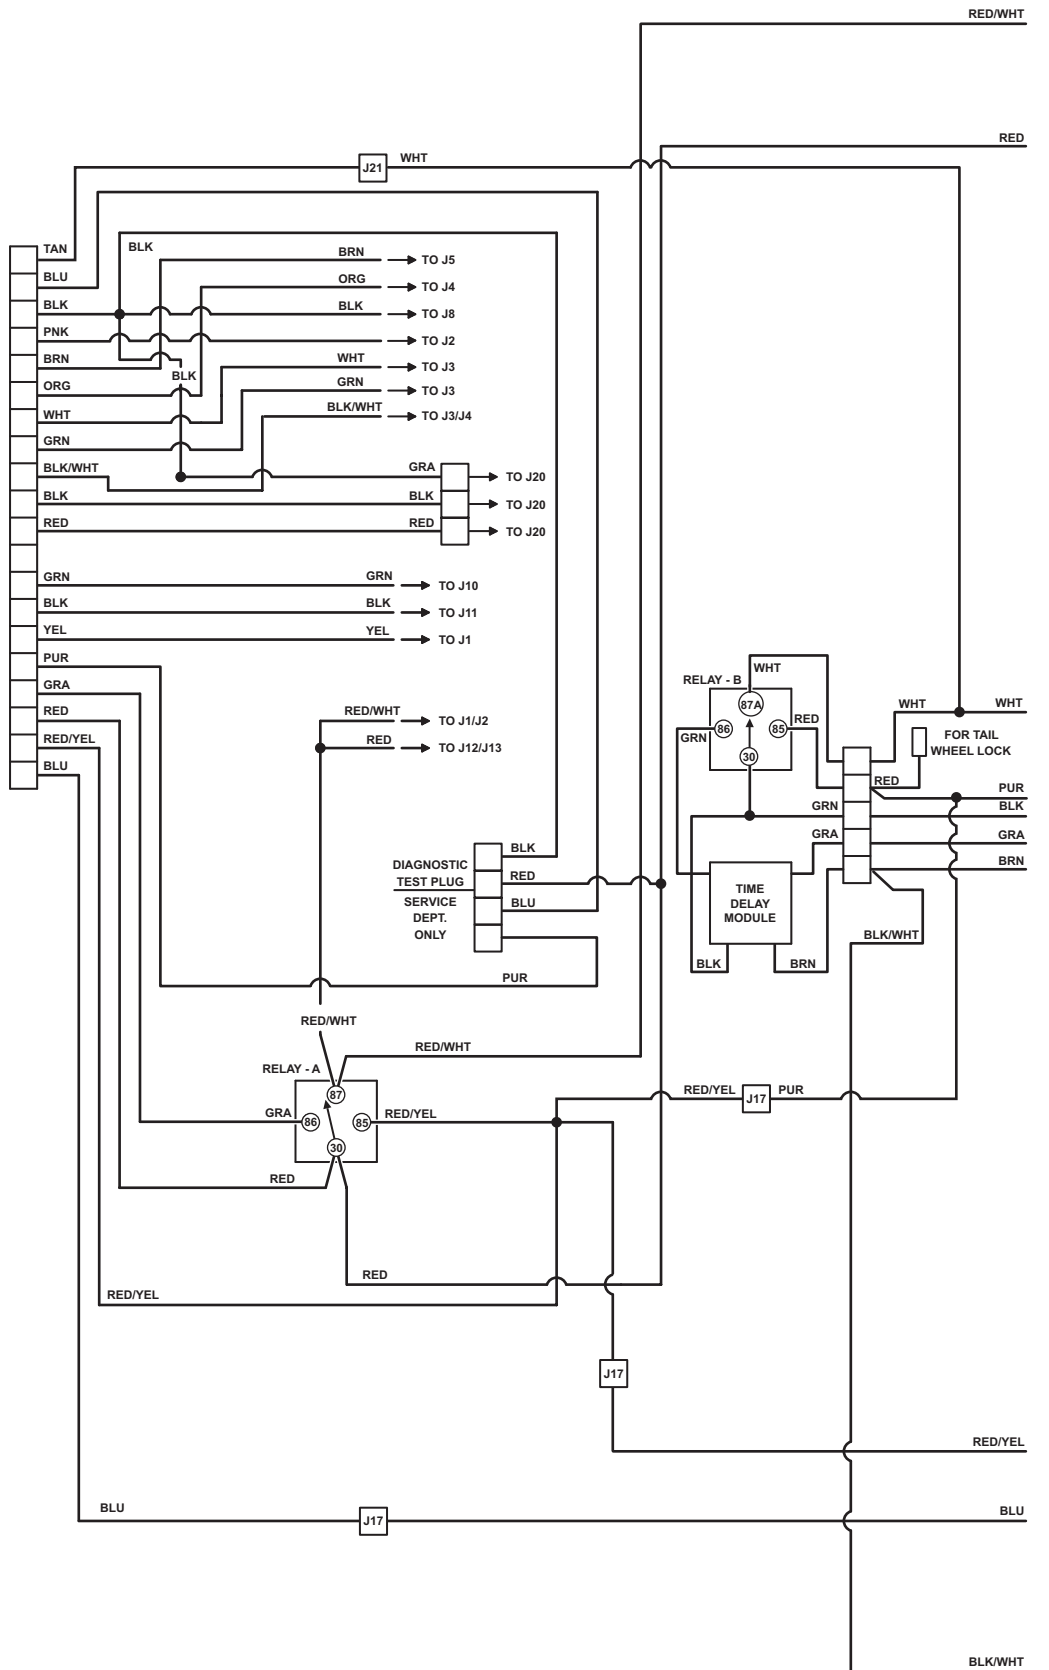 RED/WHT
RED
J21
WHT
TAN
BLK
BRN
TO J5
BLU
ORG
TO J4
BLK
BLK
TO J8
PNK
TO J2
BRN
WHT
TO J3
BLK
ORG
GRN
TO J3
WHT
BLK/WHT
TO J3/J4
GRN
BLK/WHT
GRA
TO J20
BLK
BLK
TO J20
RED
RED
TO J20
GRN
GRN
TO J10
BLK
BLK
TO J11
YEL
YEL
TO J1
PUR
GRA
RED
RED/WHT
TO J1/J2
RED/YEL
RED
TO J12/J13
BLU
WHT
RELAY - B
87A
86
85
30
RED
GRN
WHT
WHT
FOR TAIL
WHEEL LOCK
RED
PUR
GRN
BLK
GRA
GRA
BRN
TIME
DELAY
MODULE
BLK/WHT
BLK
BRN
DIAGNOSTIC
TEST PLUG
SERVICE
DEPT.
ONLY
BLK
RED
BLU
PUR
RED/WHT
RED/WHT
RELAY - A
87
86
85
30
GRA
RED/YEL
RED/YEL
J17
PUR
RED
RED
RED/YEL
J17
RED/YEL
BLU
J17
BLU
BLK/WHT